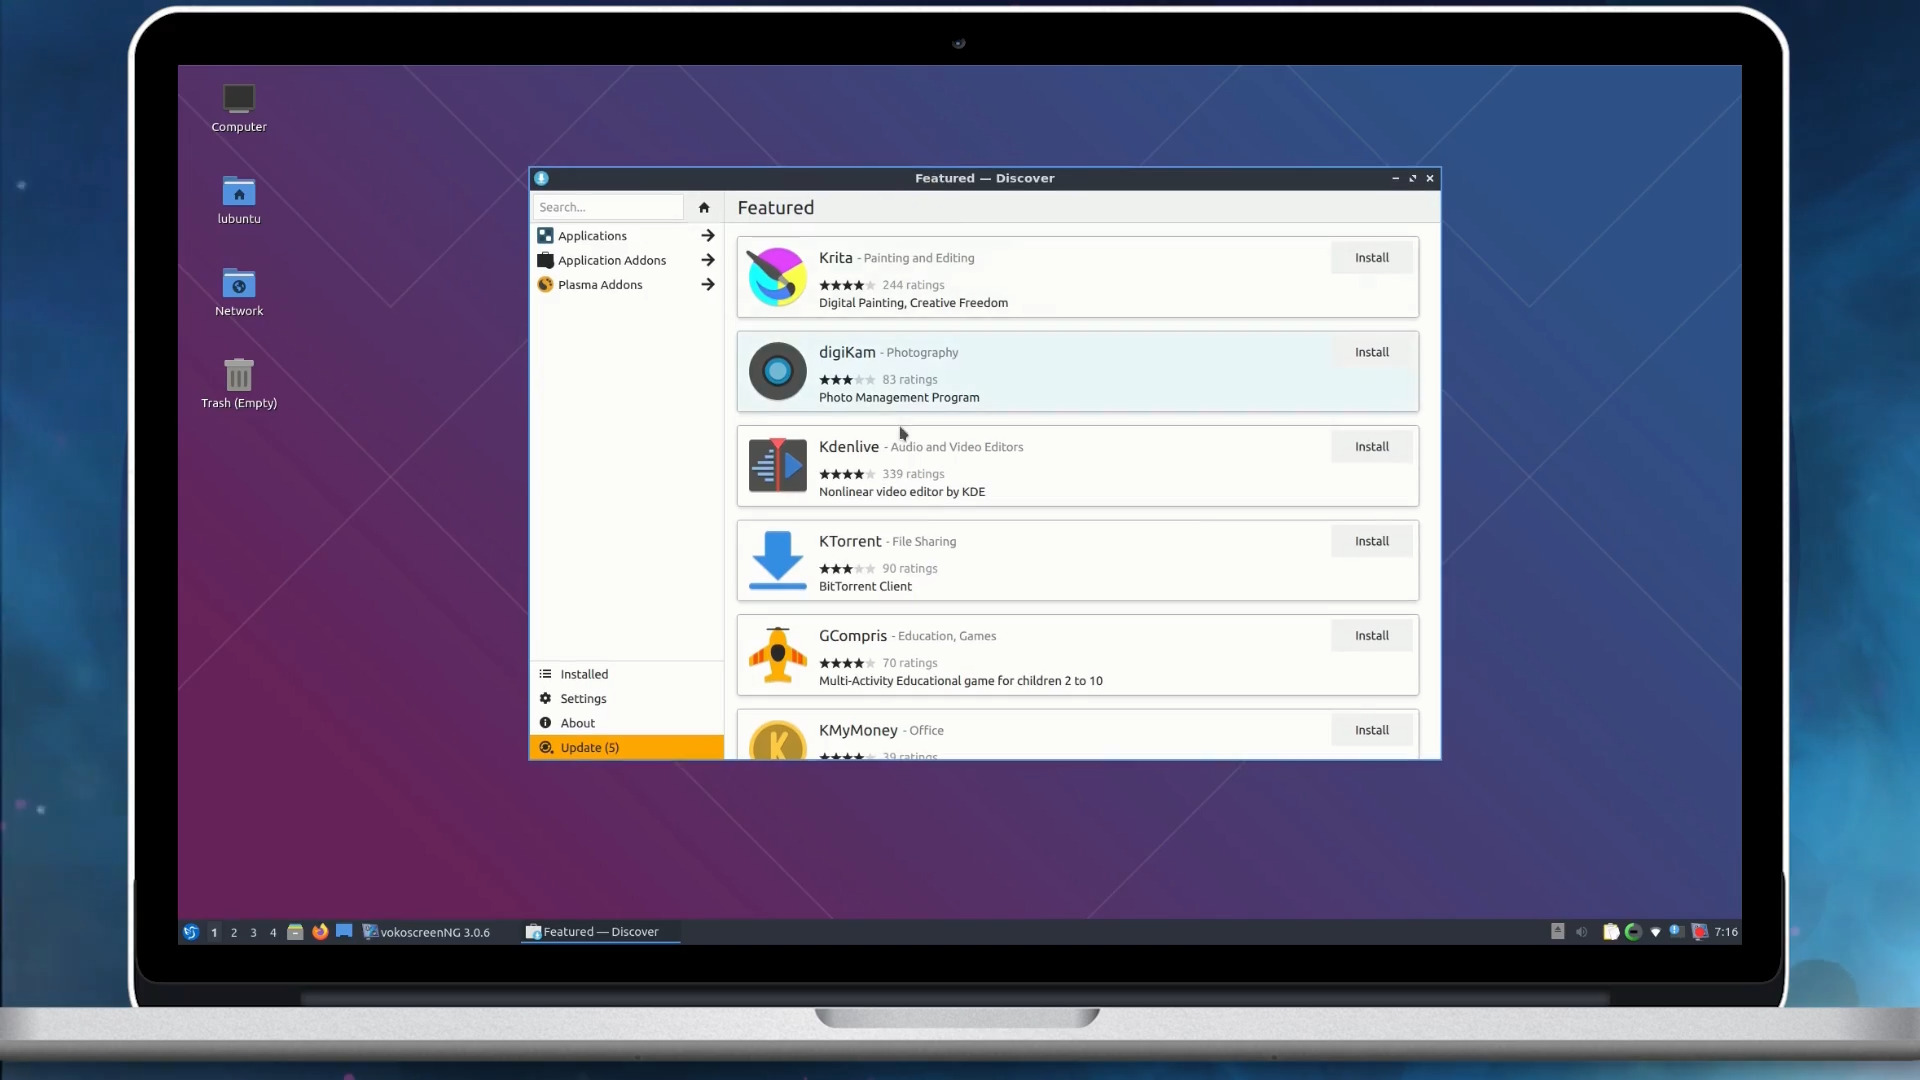 Computer
lubuntu
Network
Trash (Empty)
Featured — Discover
Search...
Featured
Applications
Application Addons
Plasma Addons
Krita - Painting and Editing
Install
244 ratings
Digital Painting, Creative Freedom
digiKam - Photography
Install
83 ratings
Photo Management Program
Kdenlive - Audio and Video Editors
Install
339 ratings
Nonlinear video editor by KDE
KTorrent - File Sharing
Install
90 ratings
BitTorrent Client
GCompris - Education, Games
Install
70 ratings
Multi-Activity Educational game for children 2 to 10
KMyMoney - Office
Install
39 ratings
Installed
Settings
About
Update (5)
1 2 3 4
vokoscreenNG 3.0.6
Featured — Discover
7:16